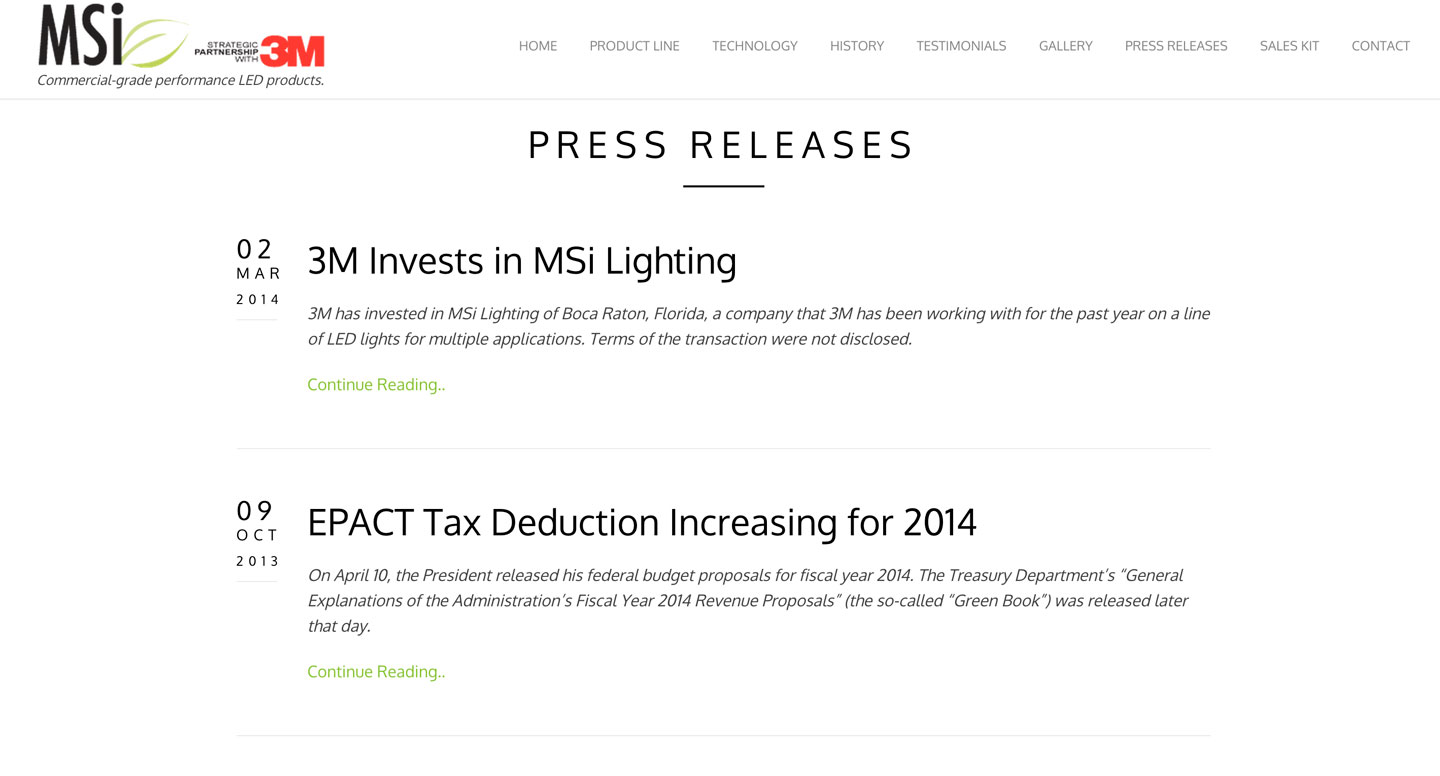 MSi
STRATEGIC
PARTNERSHIP
WITH 3M
Commercial-grade performance LED products.
HOME PRODUCT LINE TECHNOLOGY HISTORY TESTIMONIALS GALLERY PRESS RELEASES SALES KIT CONTACT
PRESS RELEASES
02
MAR
2014
3M Invests in MSi Lighting
3M has invested in MSi Lighting of Boca Raton, Florida, a company that 3M has been working with for the past year on a line
of LED lights for multiple applications. Terms of the transaction were not disclosed.
Continue Reading..
09
OCT
2013
EPACT Tax Deduction Increasing for 2014
On April 10, the President released his federal budget proposals for fiscal year 2014. The Treasury Department’s “General
Explanations of the Administration’s Fiscal Year 2014 Revenue Proposals” (the so-called “Green Book”) was released later
that day.
Continue Reading..